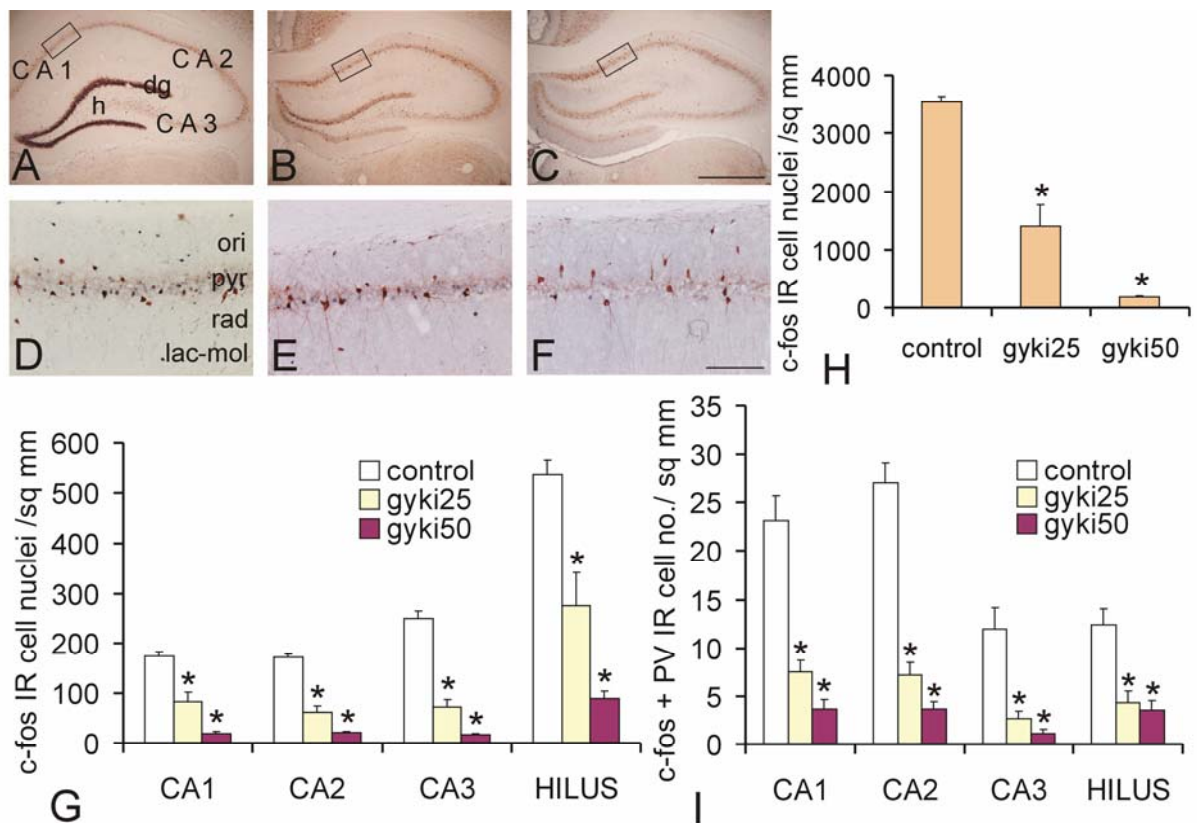 CA1
CA2
dg
h
CA3
A
B
C
ori
pyr
rad
.lac-mol
D
E
F
c-fos IR cell nuclei /sq mm
4000
3000
2000
1000
0
*
*
control gyki25 gyki50
H
c-fos IR cell nuclei /sq mm
600
500
400
300
200
100
0
control
gyki25
gyki50
* * * * * * * *
CA1 CA2 CA3 HILUS
G
c-fos + PV IR cell no./ sq mm
35
30
25
20
15
10
5
0
control
gyki25
gyki50
* * * * * * * *
CA1 CA2 CA3 HILUS
I